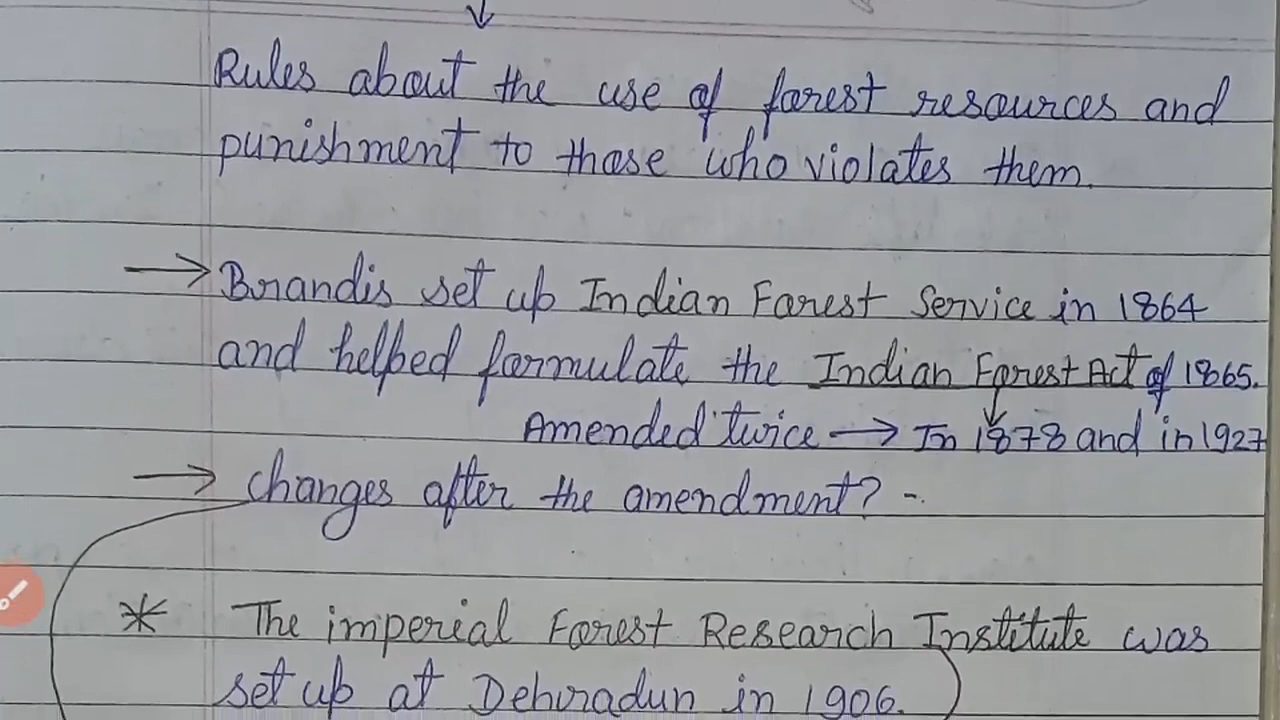 ↓
Rules about the use of forest resources and
punishment to those who violates them.
→ Brandis set up Indian Forest Service in 1864
and helped formulate the Indian Forest Act of 1865.
↓
Amended twice → In 1878 and in 1927
→ Changes after the amendment? -.
* The imperial Forest Research Institute was
set up at Dehradun in 1906.